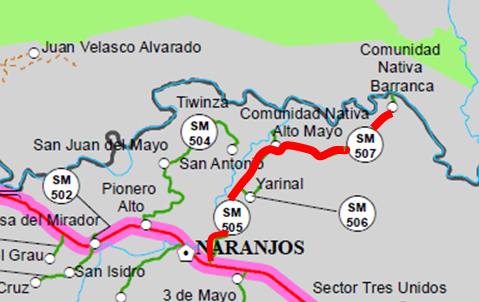 Juan Velasco Alvarado
Comunidad
Nativa
Barranca
Tiwinza
Comunidad Nativa
Alto Mayo
SM
504
SM
507
San Juan del Mayo
San Antonio
SM
502
Pionero
Alto
Yarinal
SM
505
SM
506
sa del Mirador
NARANJOS
l Grau
San Isidro
Cruz
3 de Mayo
Sector Tres Unidos